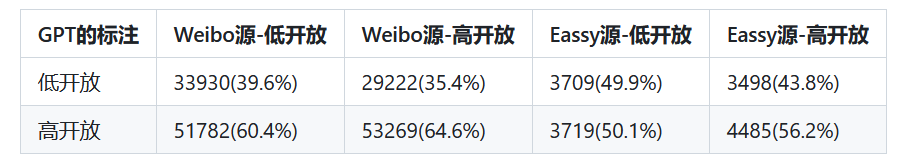 GPT的标注 Weibo源-低开放 Weibo源-高开放 Eassy源-低开放 Eassy源-高开放
低开放 33930(39.6%) 29222(35.4%) 3709(49.9%) 3498(43.8%)
高开放 51782(60.4%) 53269(64.6%) 3719(50.1%) 4485(56.2%)